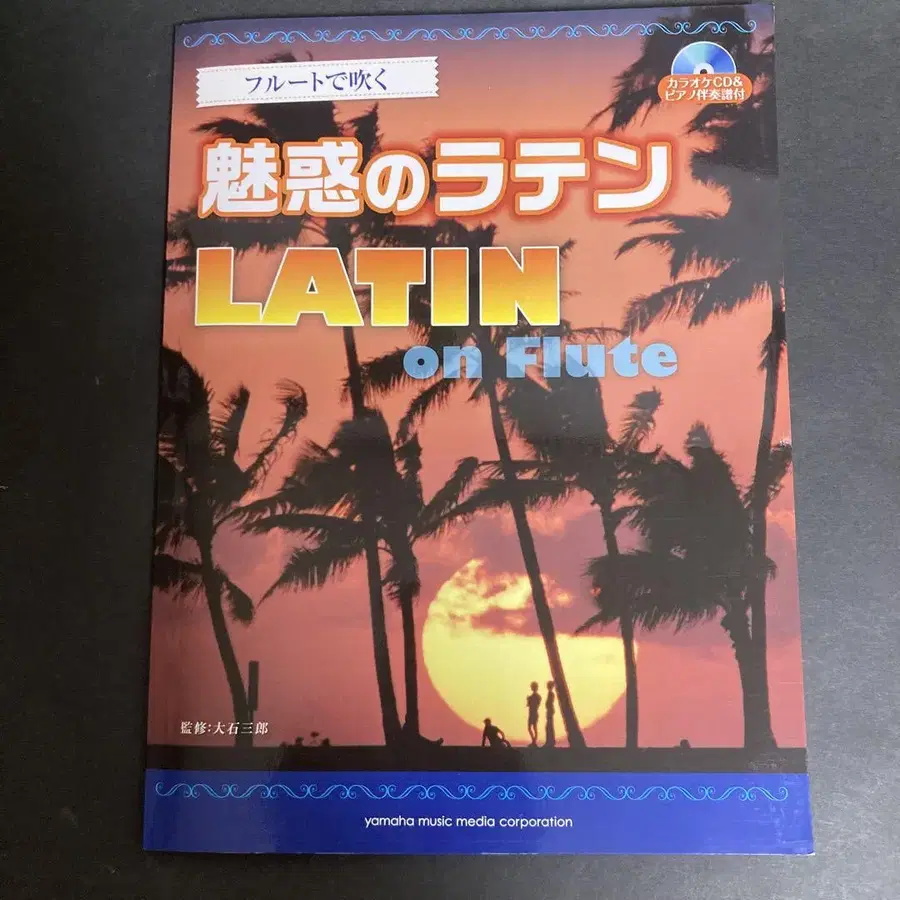 フルートで吹く
カラオケCD&
ピアノ伴奏譜付
魅惑のラテン
LATIN
on Flute
監修:大石三郎
yamaha music media corporation